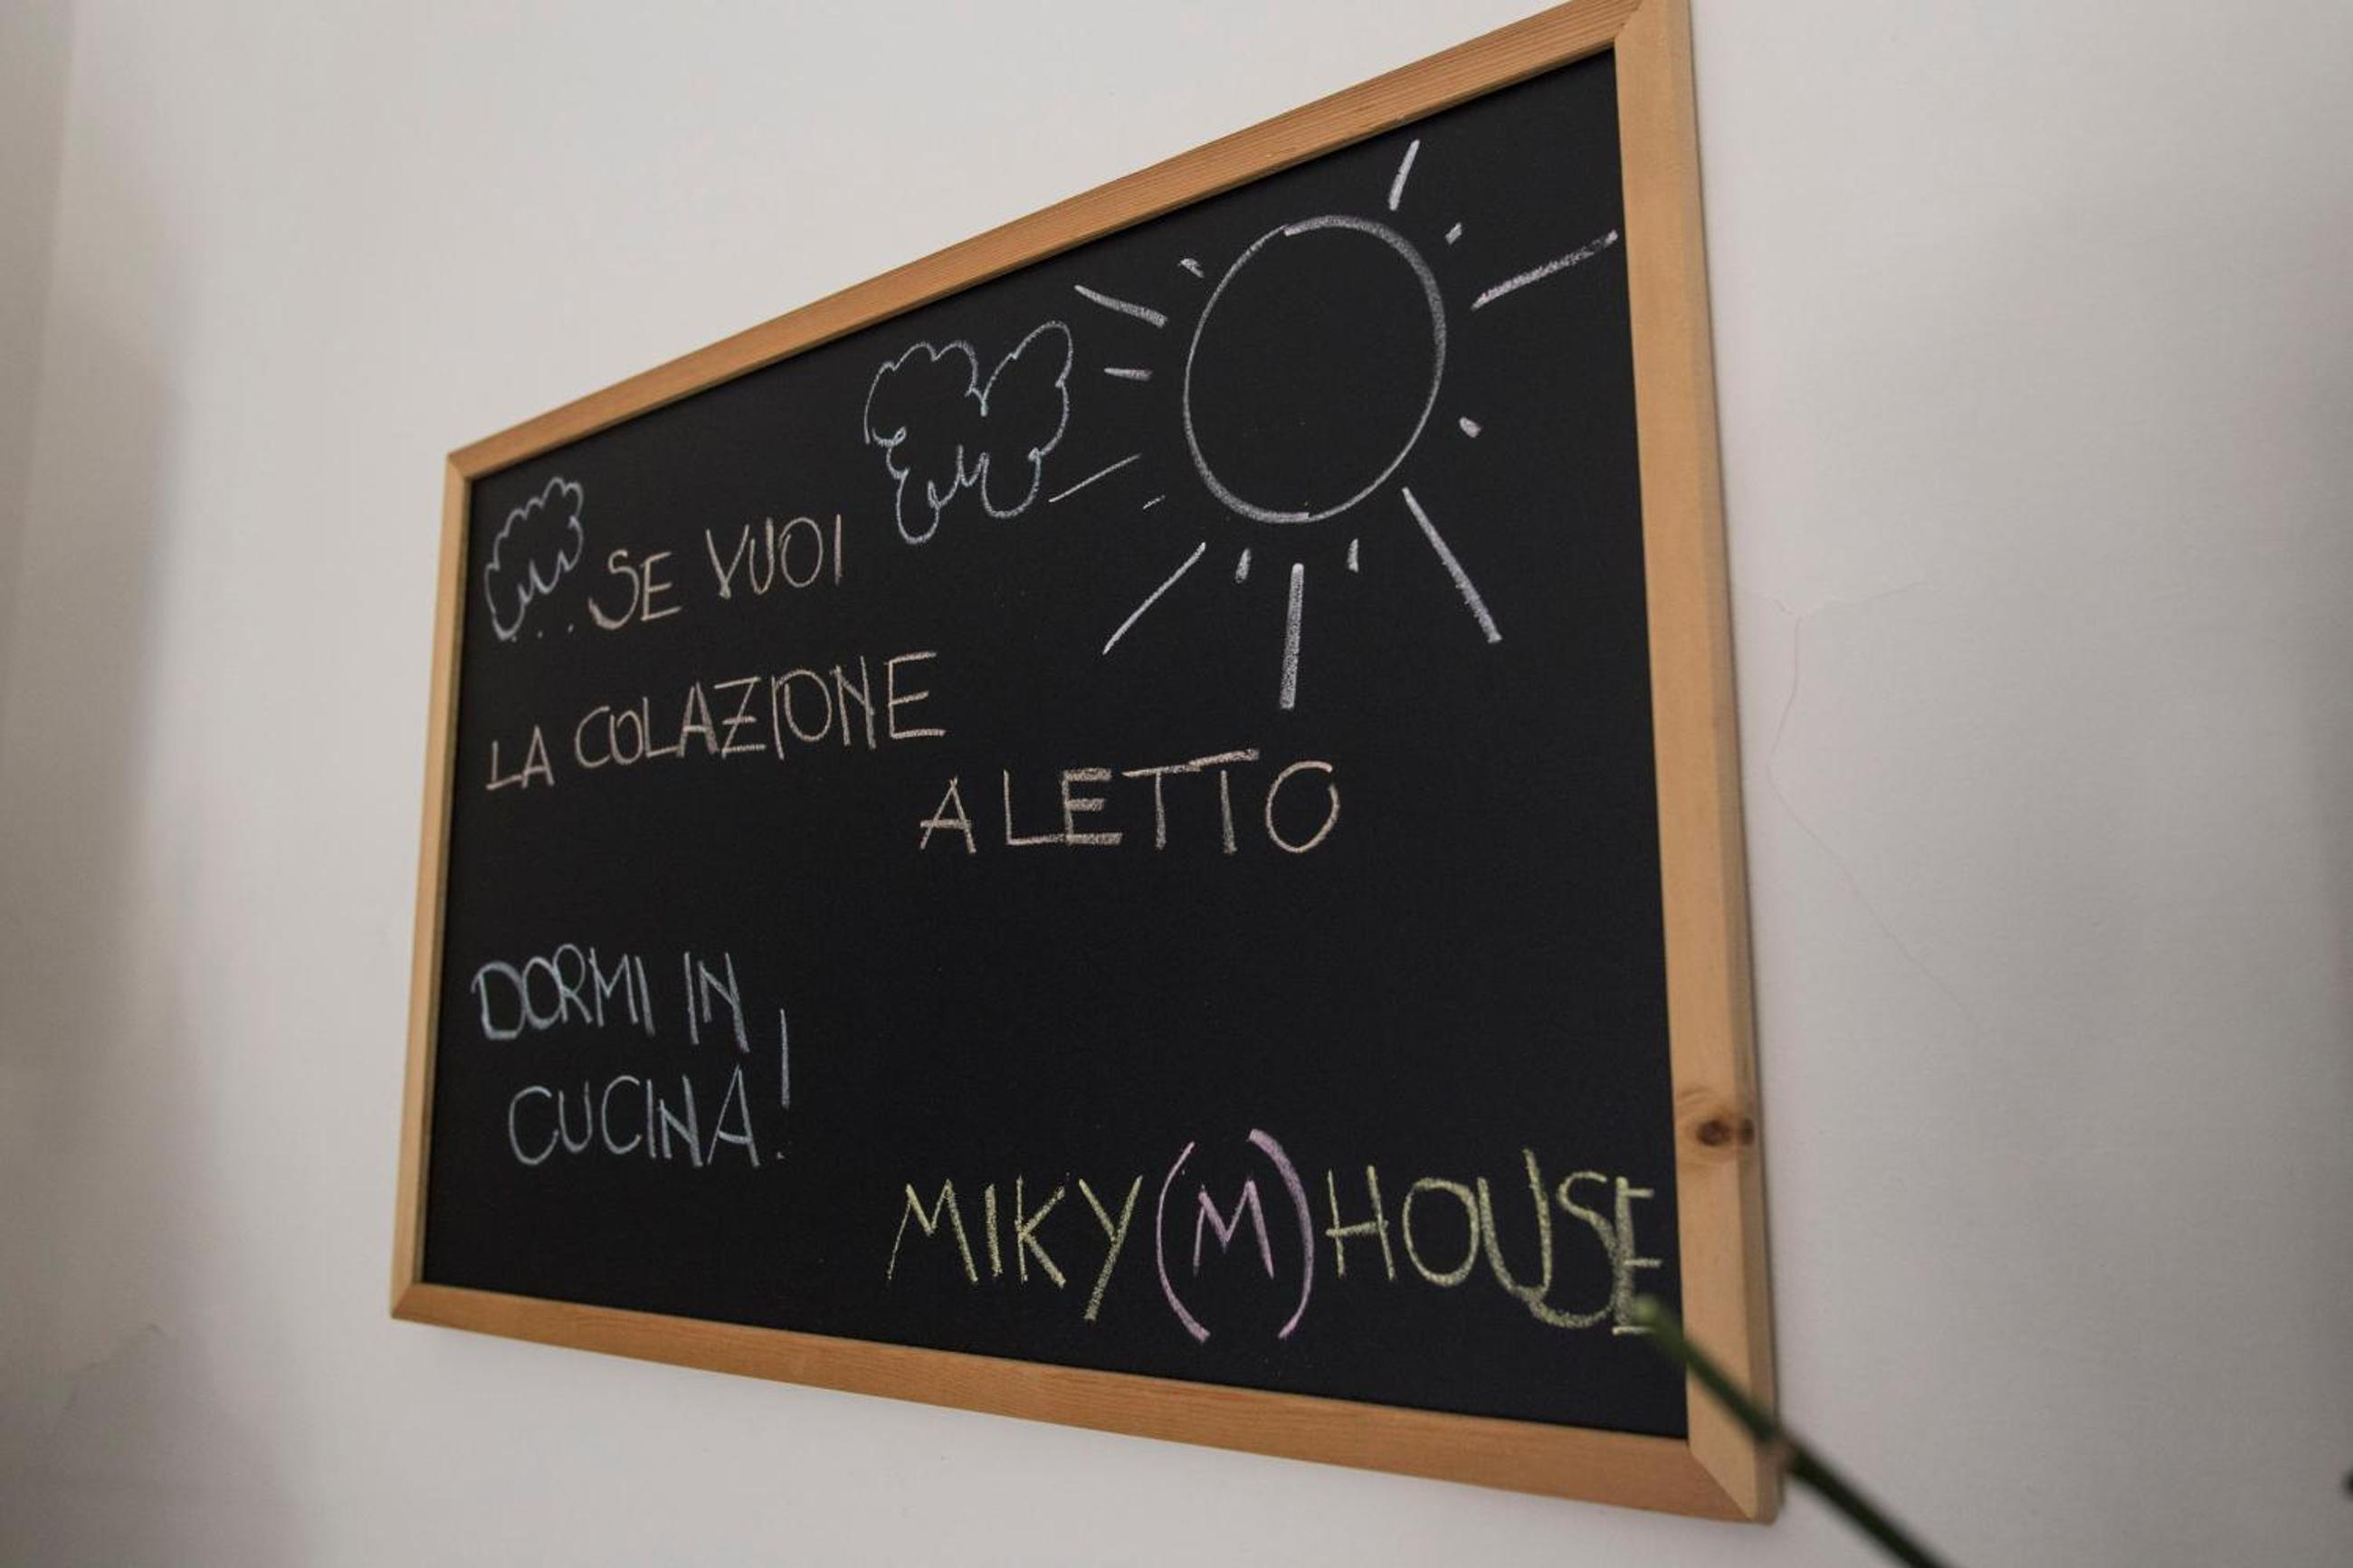 ...SE VUOI
LA COLAZIONE
A LETTO
DORMI IN
CUCINA!
MIKY(M)HOUSE